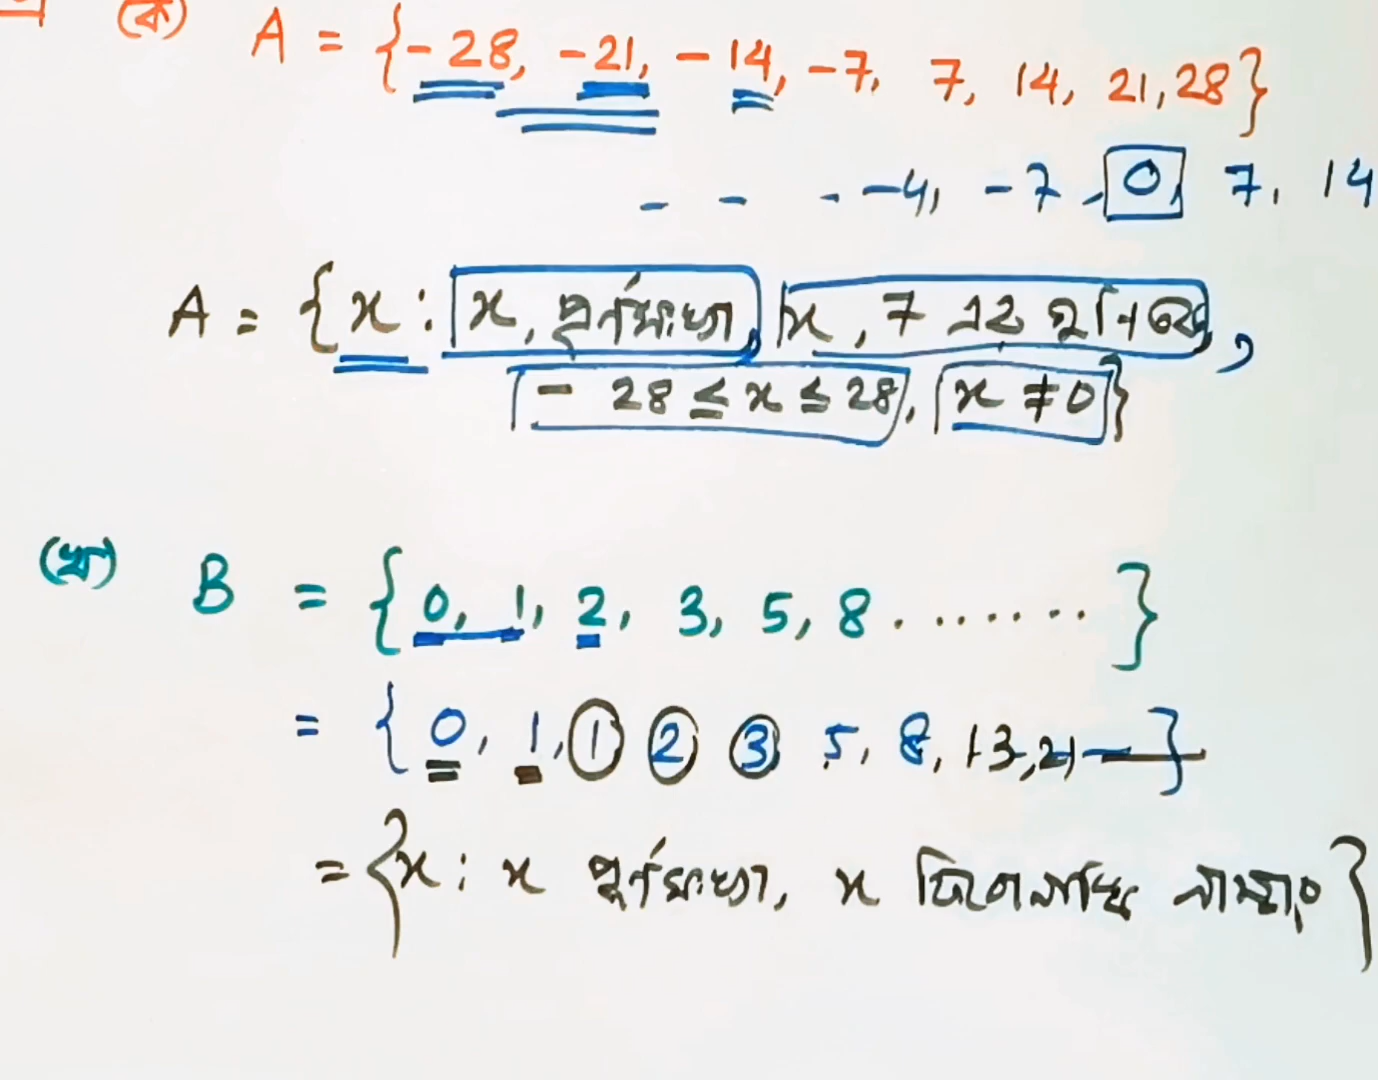 (ক) A = {-28, -21, -14, -7, 7, 14, 21, 28}
- - . -4, -7, 0, 7, 14
A = {x : x, পূর্ণসংখ্যা, x, 7 এর গুণিতক,
- 28 ≤ x ≤ 28, x ≠ 0}
(খ) B = {0, 1, 2, 3, 5, 8 ........}
= {0, 1, 1 2 3 5, 8, 13, 21 — }
= {x : x পূর্ণসংখ্যা, x ফিবোনাচ্চি নাম্বার}